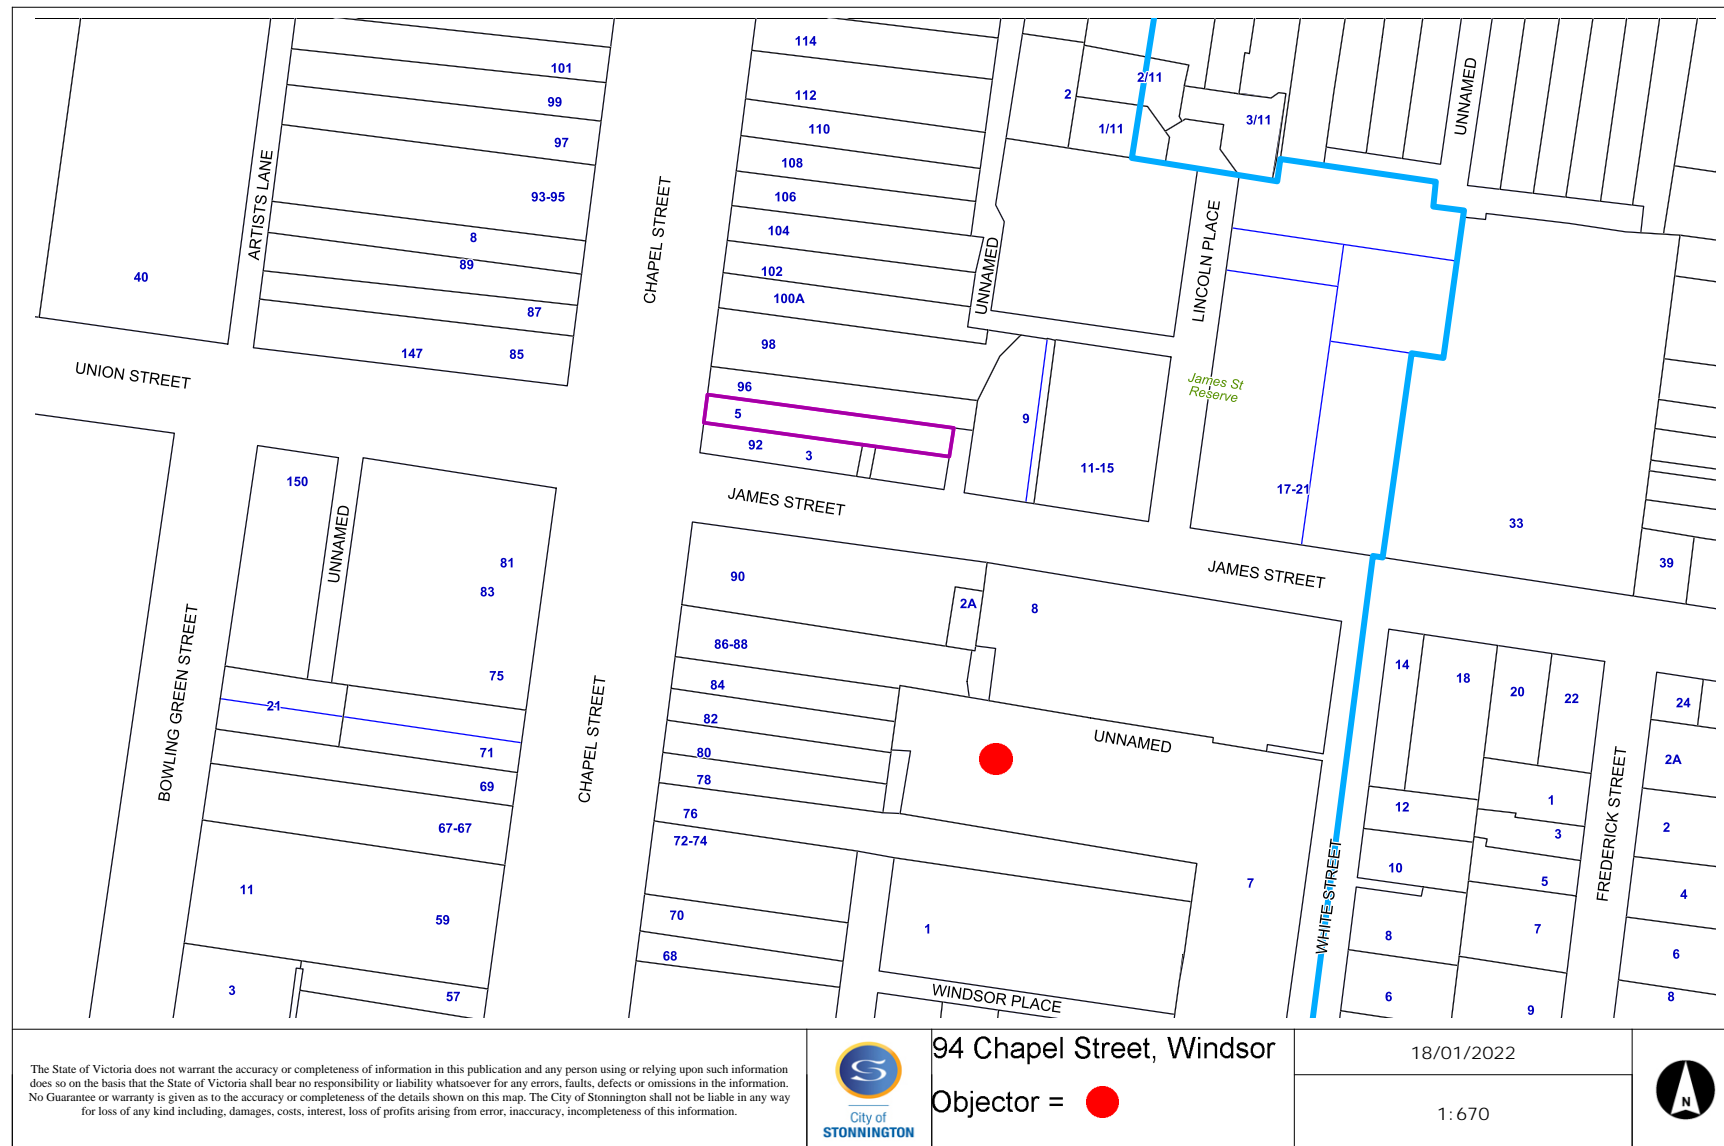 114
101
2/11
112
2
99
1/11
110
3/11
UNNAMED
97
108
ARTISTS LANE
93-95
106
CHAPEL STREET
104
8
89
102
UNNAMED
LINCOLN PLACE
40
100A
87
98
147
85
UNION STREET
96
James St
Reserve
5
9
92
3
11-15
150
17-21
JAMES STREET
33
UNNAMED
81
90
JAMES STREET
39
83
2A
8
86-88
14
18
20
22
24
75
84
BOWLING GREEN STREET
21
82
CHAPEL STREET
UNNAMED
71
80
2A
69
78
1
12
FREDERICK STREET
76
67-67
72-74
3
2
10
5
7
11
WHITE STREET
4
59
70
1
8
7
68
6
3
57
WINDSOR PLACE
6
9
8
The State of Victoria does not warrant the accuracy or completeness of information in this publication and any person using or relying upon such information
does so on the basis that the State of Victoria shall bear no responsibility or liability whatsoever for any errors, faults, defects or omissions in the information.
No Guarantee or warranty is given as to the accuracy or completeness of the details shown on this map. The City of Stonnington shall not be liable in any way
for loss of any kind including, damages, costs, interest, loss of profits arising from error, inaccuracy, incompleteness of this information.
City of
STONNINGTON
94 Chapel Street, Windsor
Objector =
18/01/2022
1:670
N